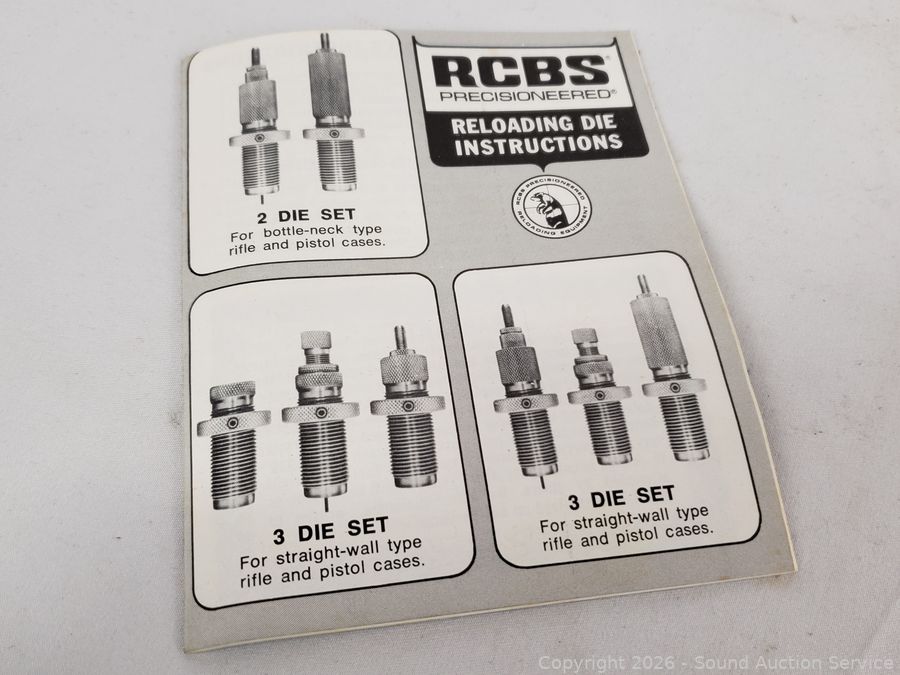 RCBS
PRECISIONEERED®
RELOADING DIE
INSTRUCTIONS
RCBS PRECISIONEERED
RELOADING EQUIPMENT
2 DIE SET
For bottle-neck type
rifle and pistol cases.
3 DIE SET
For straight-wall type
rifle and pistol cases.
3 DIE SET
For straight-wall type
rifle and pistol cases.
Copyright 2026 - Sound Auction Service